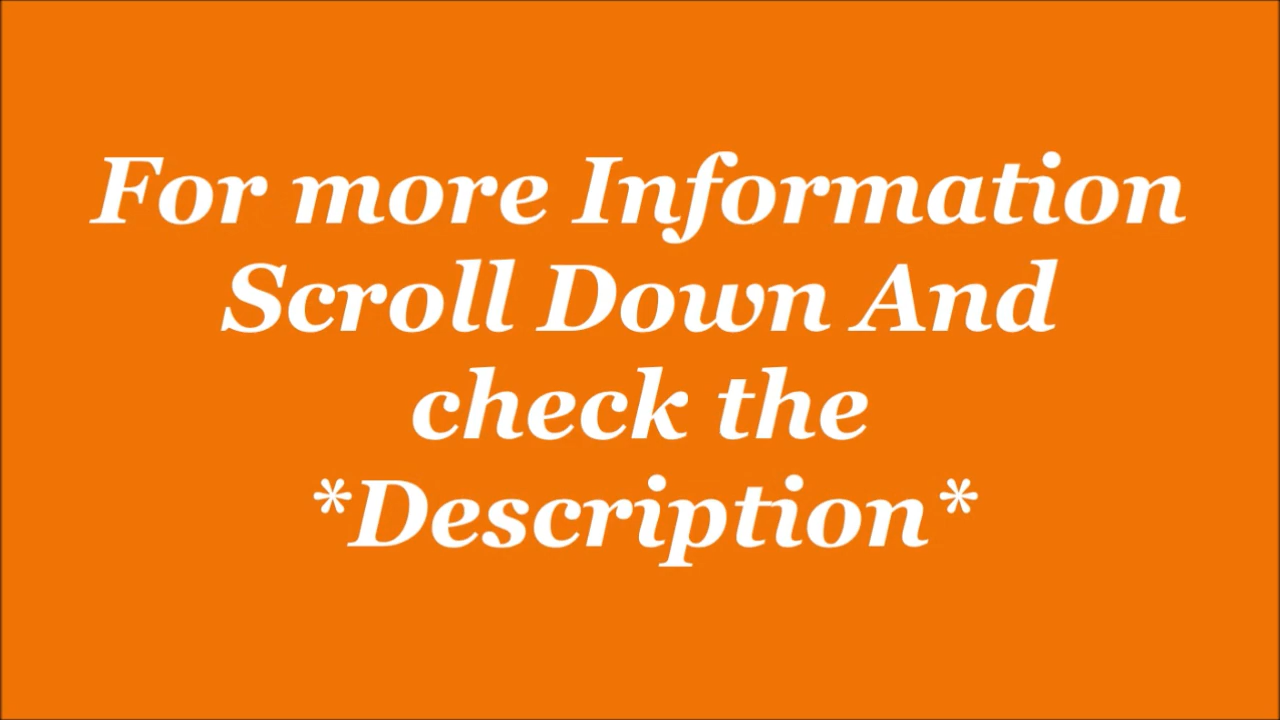 For more Information
Scroll Down And
check the
*Description*